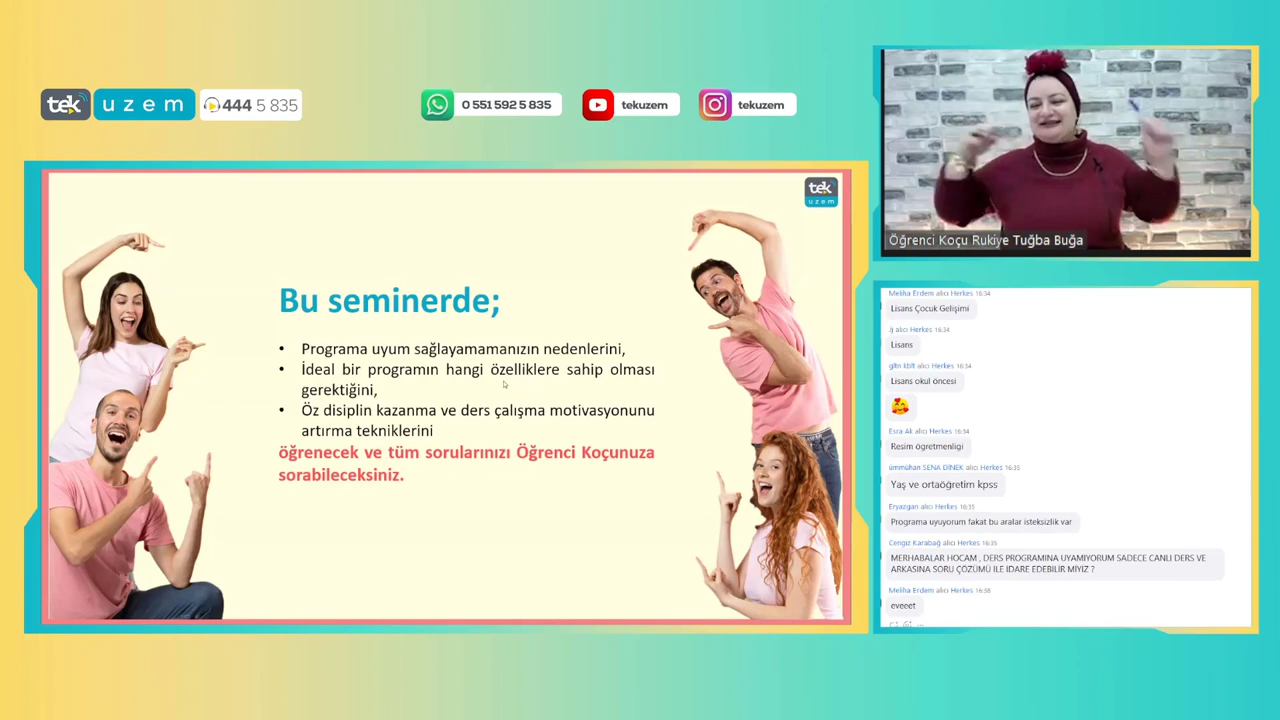 tek uzem 444 5 835
0 551 592 5 835
tekuzem
tekuzem
tek
uzem
Bu seminerde;
• Programa uyum sağlayamamanızın nedenlerini,
• İdeal bir programın hangi özelliklere sahip olması
gerektiğini,
• Öz disiplin kazanma ve ders çalışma motivasyonunu
artırma tekniklerini
öğrenecek ve tüm sorularınızı Öğrenci Koçunuza
sorabileceksiniz.
Öğrenci Koçu Rukiye Tuğba Buğa
Meliha Erdem alıcı Herkes 16:34
Lisans Çocuk Gelişimi
alıcı Herkes 16:34
Lisans
gltn kblt alıcı Herkes 16:34
Lisans okul öncesi
Esra Ak alıcı Herkes 16:34
Resim ögretmenligi
ümmühan SENA DİNEK alıcı Herkes 16:35
Yaş ve ortaöğretim kpss
Eryazgan alıcı Herkes 16:35
Programa uyuyorum fakat bu aralar isteksizlik var
Cengiz Karabağ alıcı Herkes 16:35
MERHABALAR HOCAM , DERS PROGRAMINA UYAMIYORUM SADECE CANLI DERS VE
ARKASINA SORU ÇÖZÜMÜ İLE İDARE EDEBİLİR MİYİZ ?
Meliha Erdem alıcı Herkes 16:38
eveeet